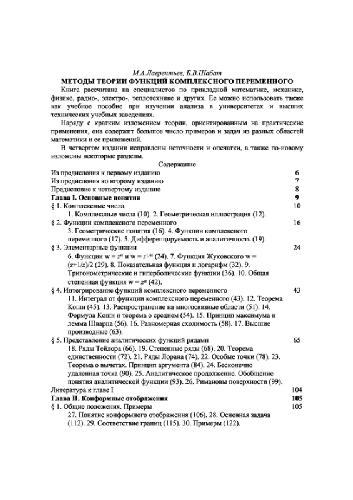 М.А.Лаврентьев, Б.В.Шабат
МЕТОДЫ ТЕОРИИ ФУНКЦИЙ КОМПЛЕКСНОГО ПЕРЕМЕННОГО
Книга рассчитана на специалистов по прикладной математике, механике,
физике, радио-, электро-, теплотехнике и других. Ее можно использовать также
как учебное пособие при изучении анализа в университетах и высших
технических учебных заведениях.
Наряду с кратким изложением теории, ориентированным на практические
применения, она содержит большое число примеров и задач из разных областей
математики и ее применений.
В четвертом издании исправлены неточности и опечатки, а также по-новому
изложены некоторые разделы.
Содержание
Из предисловия к первому изданию 6
Из предисловия ко второму изданию 7
Предисловие к четвертому изданию 8
Глава I. Основные понятия 9
§ 1. Комплексные числа 10
1. Комплексные числа (10). 2. Геометрическая иллюстрация (12).
§ 2. Функции комплексного переменного 16
3. Геометрические понятия (16). 4. Функции комплексного
переменного (17). 5. Дифференцируемость и аналитичность (19)
§ 3. Элементарные функции 24
6. Функции w = zⁿ и w = (24). 7. Функция Жуковского w =
(z+1/z)/2 (29). 8. Показательная функция и логарифм (32). 9.
Тригонометрические и гиперболические функции (36). 10. Общая
степенная функция w = zᵃ (42).
§ 4. Интегрирование функций комплексного переменного 43
11. Интеграл от функции комплексного переменного (43). 12. Теорема
Коши (45). 13. Распространение на многосвязные области (51). 14.
Формула Коши и теорема о среднем (54). 15. Принцип максимума и
лемма Шварца (56). 16. Равномерная сходимость (58). 17. Высшие
производные (63).
§ 5. Представление аналитических функций рядами 65
18. Ряды Тейлора (66). 19. Степенные ряды (68). 20. Теорема
единственности (72). 21. Ряды Лорана (74). 22. Особые точки (78). 23.
Теорема о вычетах. Принцип аргумента (84). 24. Бесконечно
удаленная точка (90). 25. Аналитическое продолжение. Обобщение
понятия аналитической функции (93). 26. Римановы поверхности (99).
Литература к главе I 104
Глава II. Конформные отображения 105
§ 1. Общие положения. Примеры 105
27. Понятие конформного отображения (106). 28. Основная задача
(112). 29. Соответствие границ (115). 30. Примеры (122).